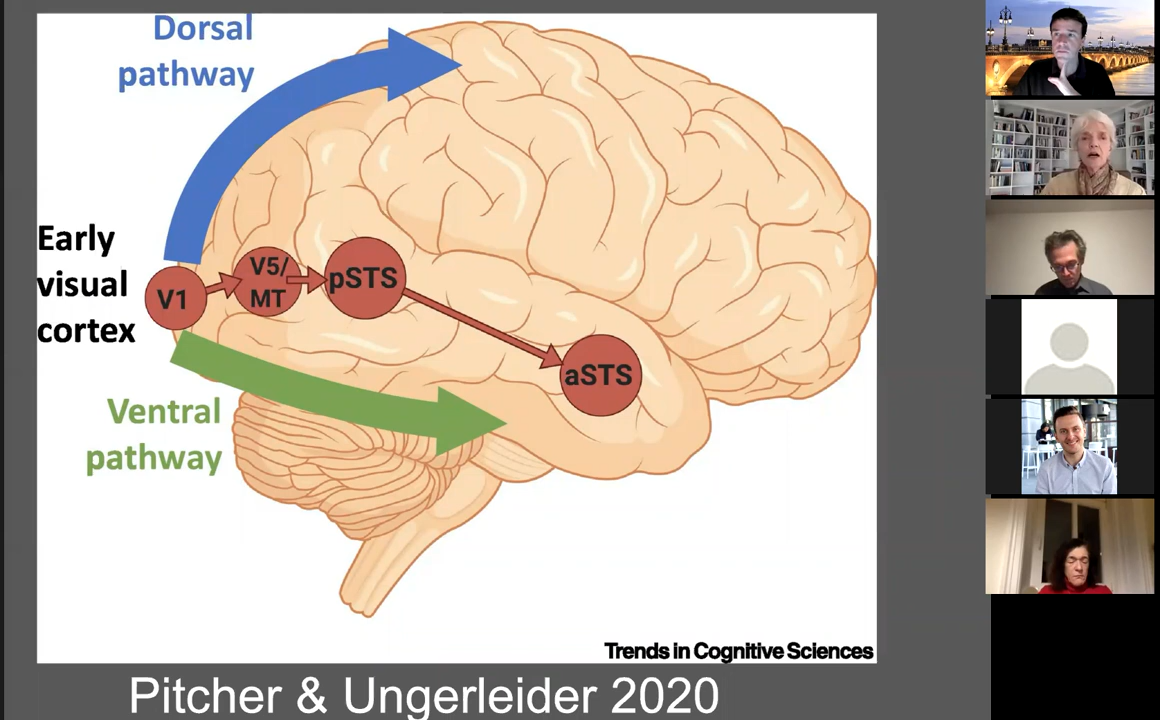 Dorsal
pathway
Early
visual
cortex
V1
V5/
MT
pSTS
aSTS
Ventral
pathway
Trends in Cognitive Sciences
Pitcher & Ungerleider 2020